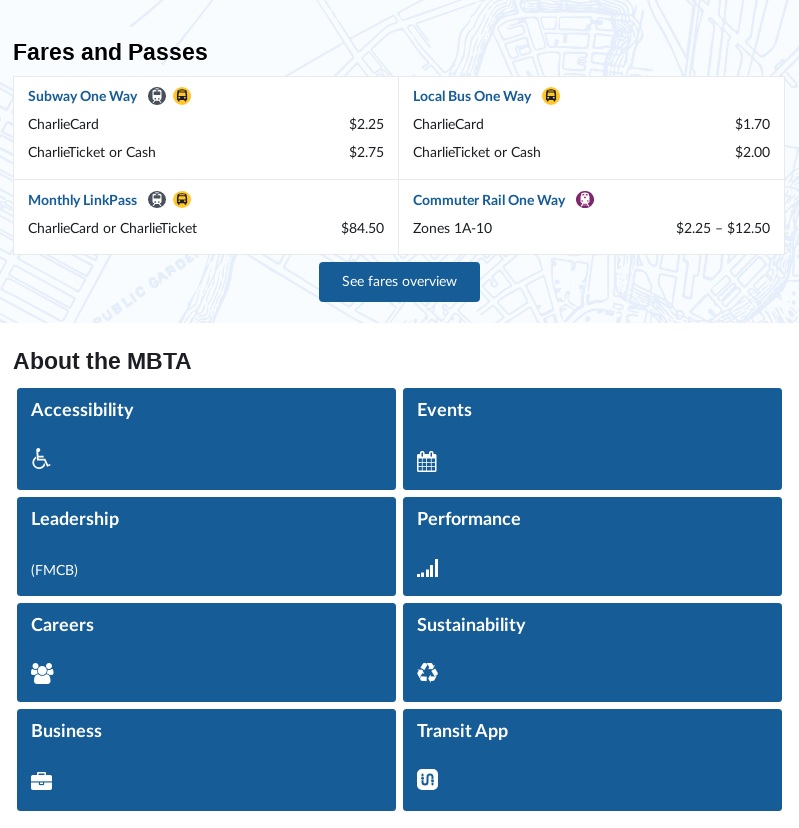 Fares and Passes
Subway One Way
CharlieCard $2.25
CharlieTicket or Cash $2.75
Local Bus One Way
CharlieCard $1.70
CharlieTicket or Cash $2.00
Monthly LinkPass
CharlieCard or CharlieTicket $84.50
Commuter Rail One Way
Zones 1A-10 $2.25 – $12.50
PUBLIC GARDE
See fares overview
About the MBTA
Accessibility
Events
Leadership
(FMCB)
Performance
Careers
Sustainability
Business
Transit App